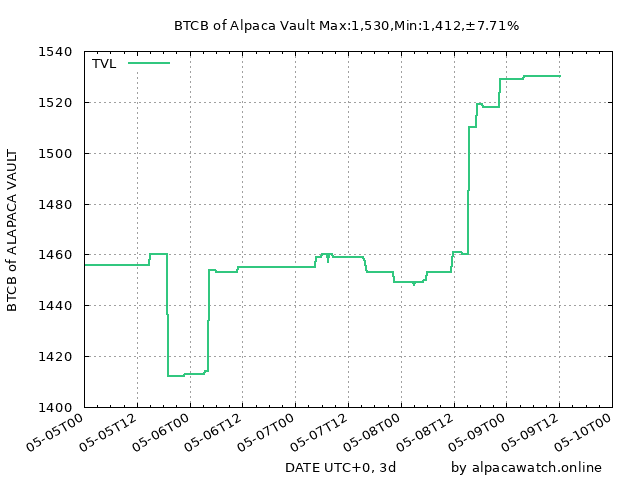 BTCB of Alpaca Vault Max:1,530,Min:1,412,±7.71%
TVL
BTCB of ALAPACA VAULT
1540
1520
1500
1480
1460
1440
1420
1400
05-05T00
05-05T12
05-06T00
05-06T12
05-07T00
05-07T12
05-08T00
05-08T12
05-09T00
05-09T12
05-10T00
DATE UTC+0, 3d
by alpacawatch.online